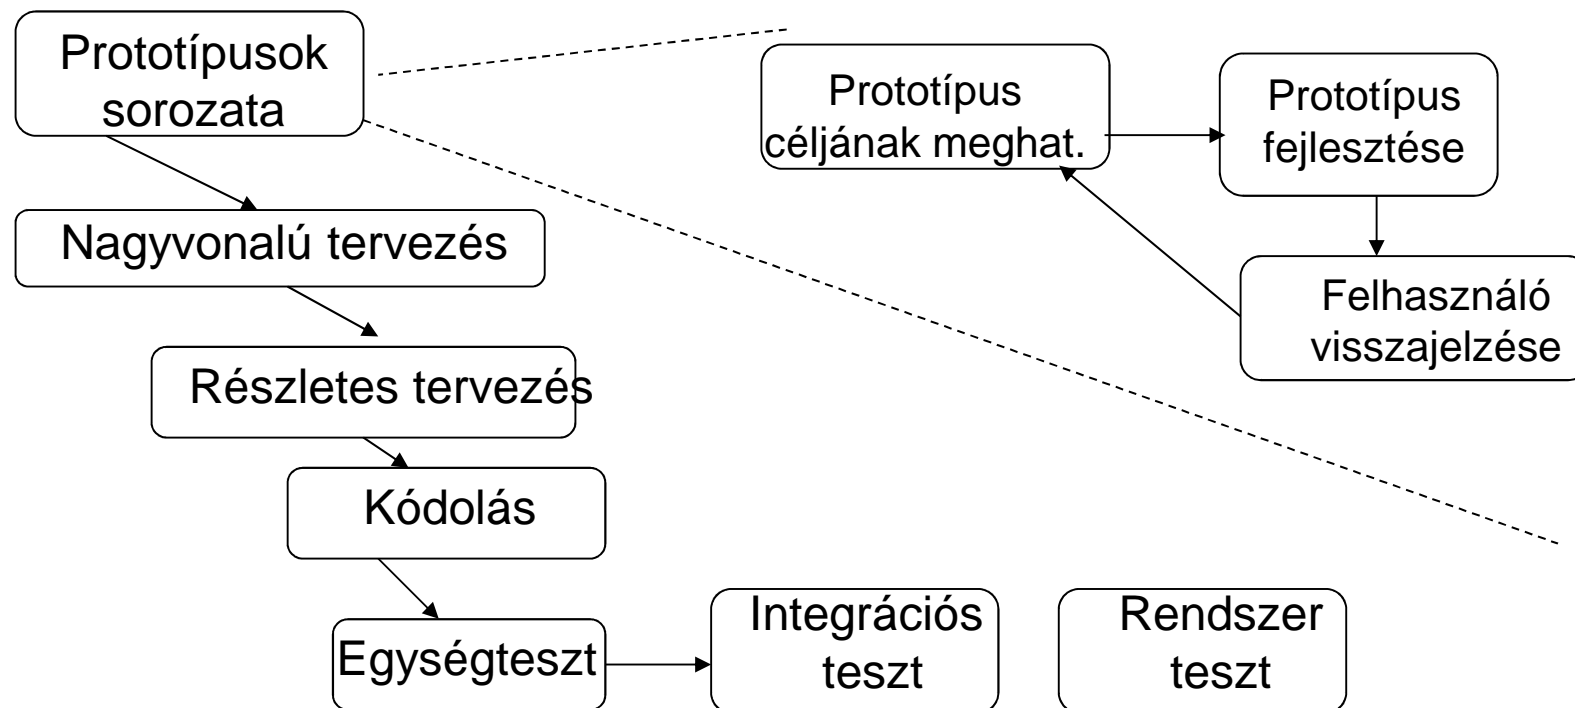 Prototípusok
sorozata
Prototípus
céljának meghat.
Prototípus
fejlesztése
Nagyvonalú tervezés
Felhasználó
visszajelzése
Részletes tervezés
Kódolás
Egységteszt
Integrációs
teszt
Rendszer
teszt